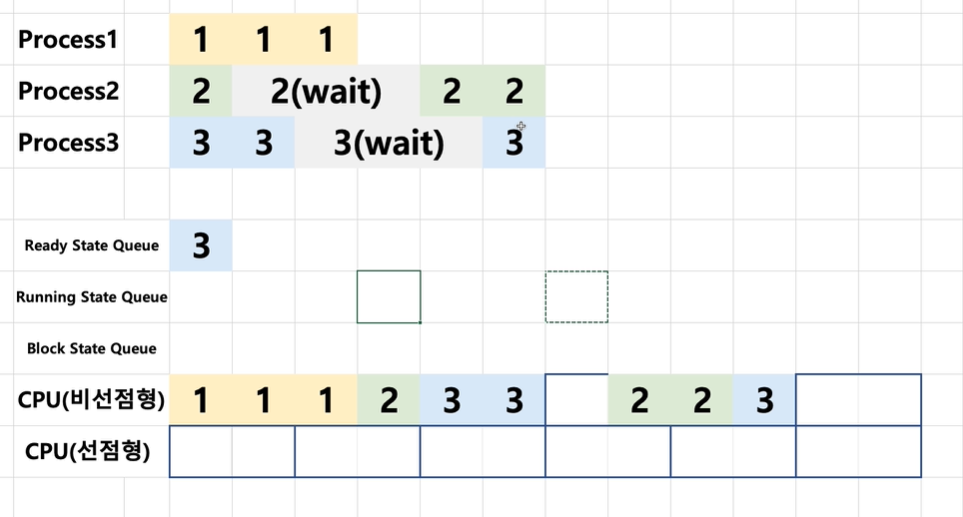 Process1 1 1 1
Process2 2 2(wait) 2 2
Process3 3 3 3(wait) 3
Ready State Queue 3
Running State Queue
Block State Queue
CPU(비선점형) 1 1 1 2 3 3 2 2 3
CPU(선점형)